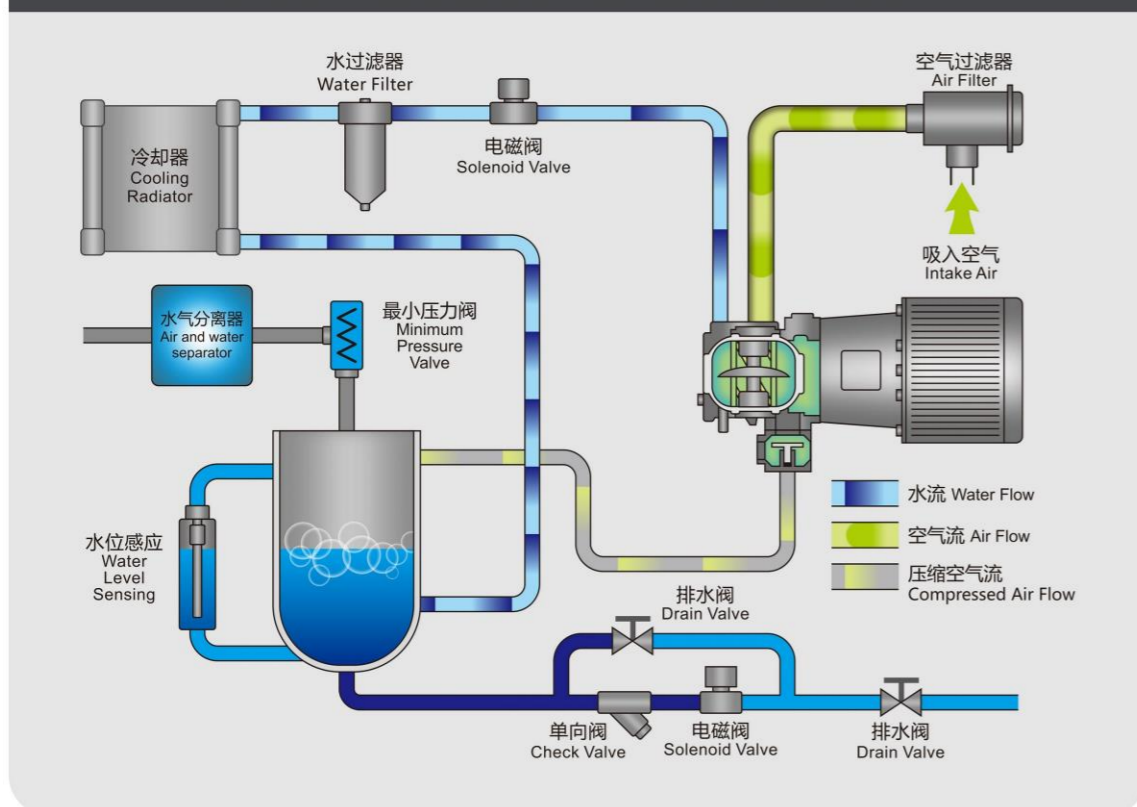 水过滤器
Water Filter
空气过滤器
Air Filter
冷却器
Cooling
Radiator
电磁阀
Solenoid Valve
吸入空气
Intake Air
水气分离器
Air and water
separator
最小压力阀
Minimum
Pressure
Valve
水流 Water Flow
空气流 Air Flow
压缩空气流
Compressed Air Flow
水位感应
Water
Level
Sensing
排水阀
Drain Valve
单向阀
Check Valve
电磁阀
Solenoid Valve
排水阀
Drain Valve